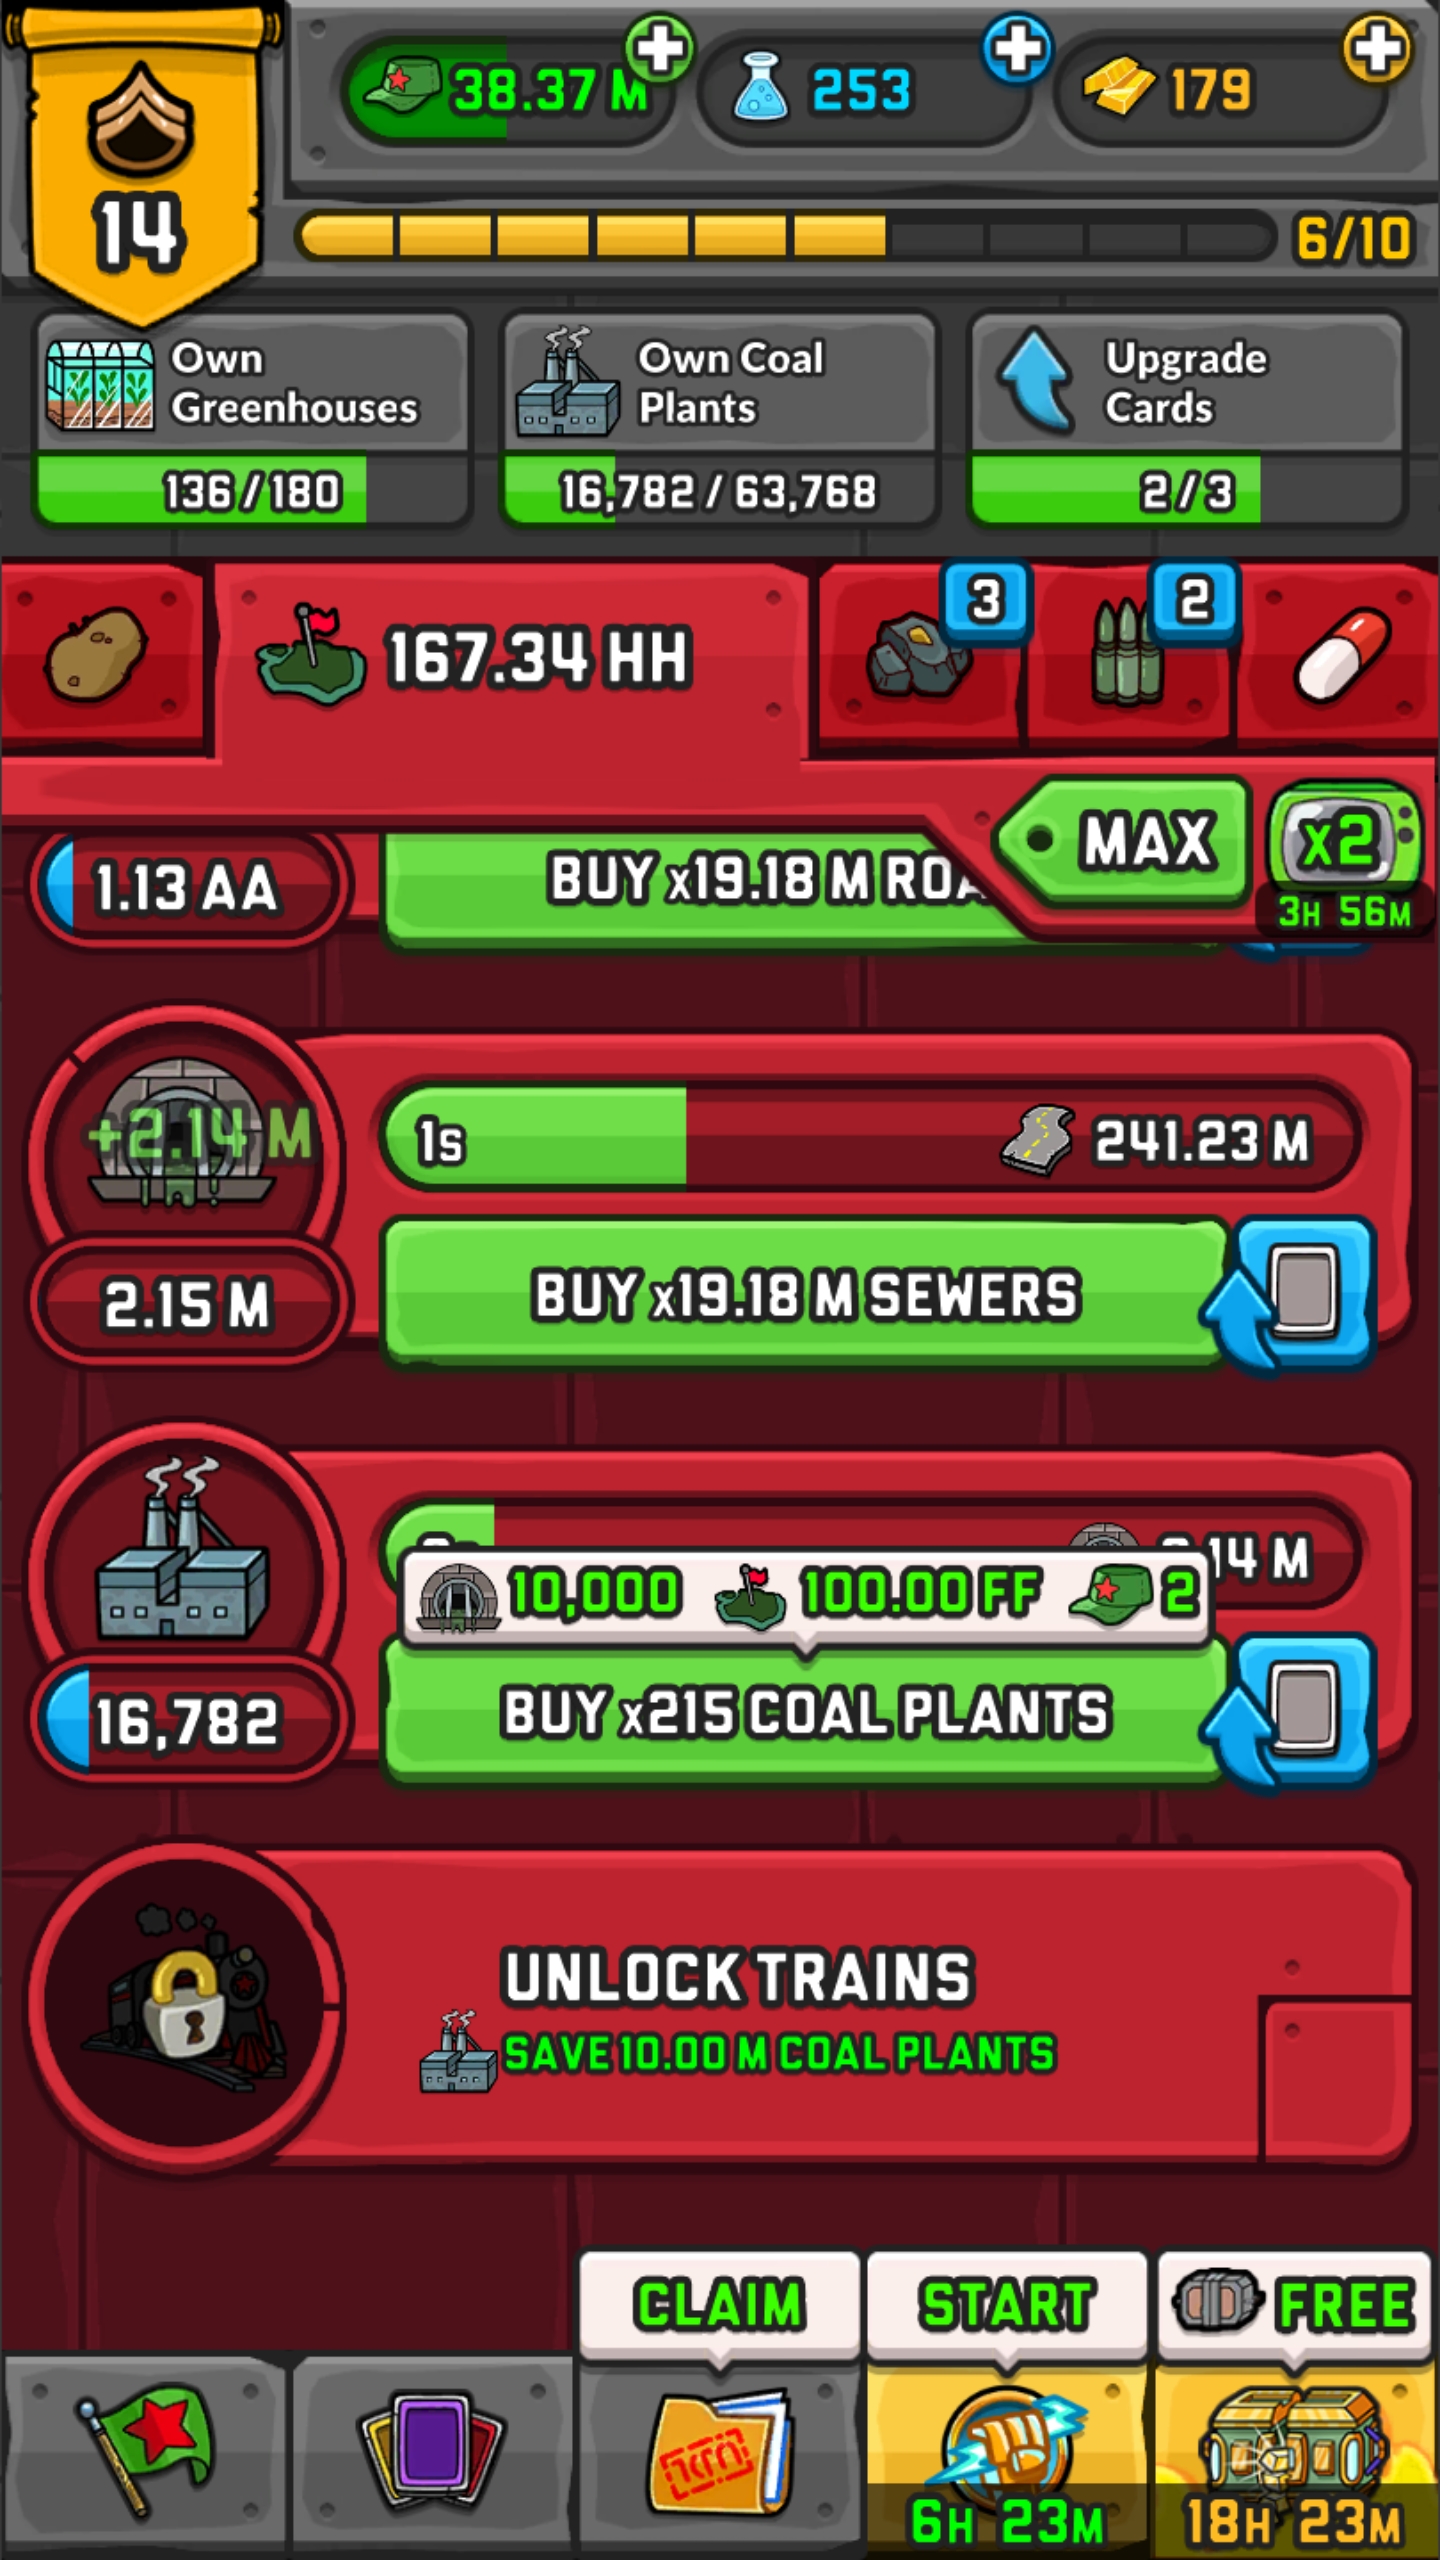 38.37 M
253
179
14
6/10
Own
Greenhouses
136 / 180
Own Coal
Plants
16,782 / 63,768
Upgrade
Cards
2 / 3
167.34 HH
3
2
MAX
x2
3H 56M
1.13 AA
BUY x19.18 M
+2.14 M
1s
241.23 M
2.15 M
BUY x19.18 M SEWERS
14 M
10,000
100.00 FF
2
16,782
BUY x215 COAL PLANTS
UNLOCK TRAINS
SAVE 10.00 M COAL PLANTS
CLAIM
START
FREE
6H 23M
18H 23M